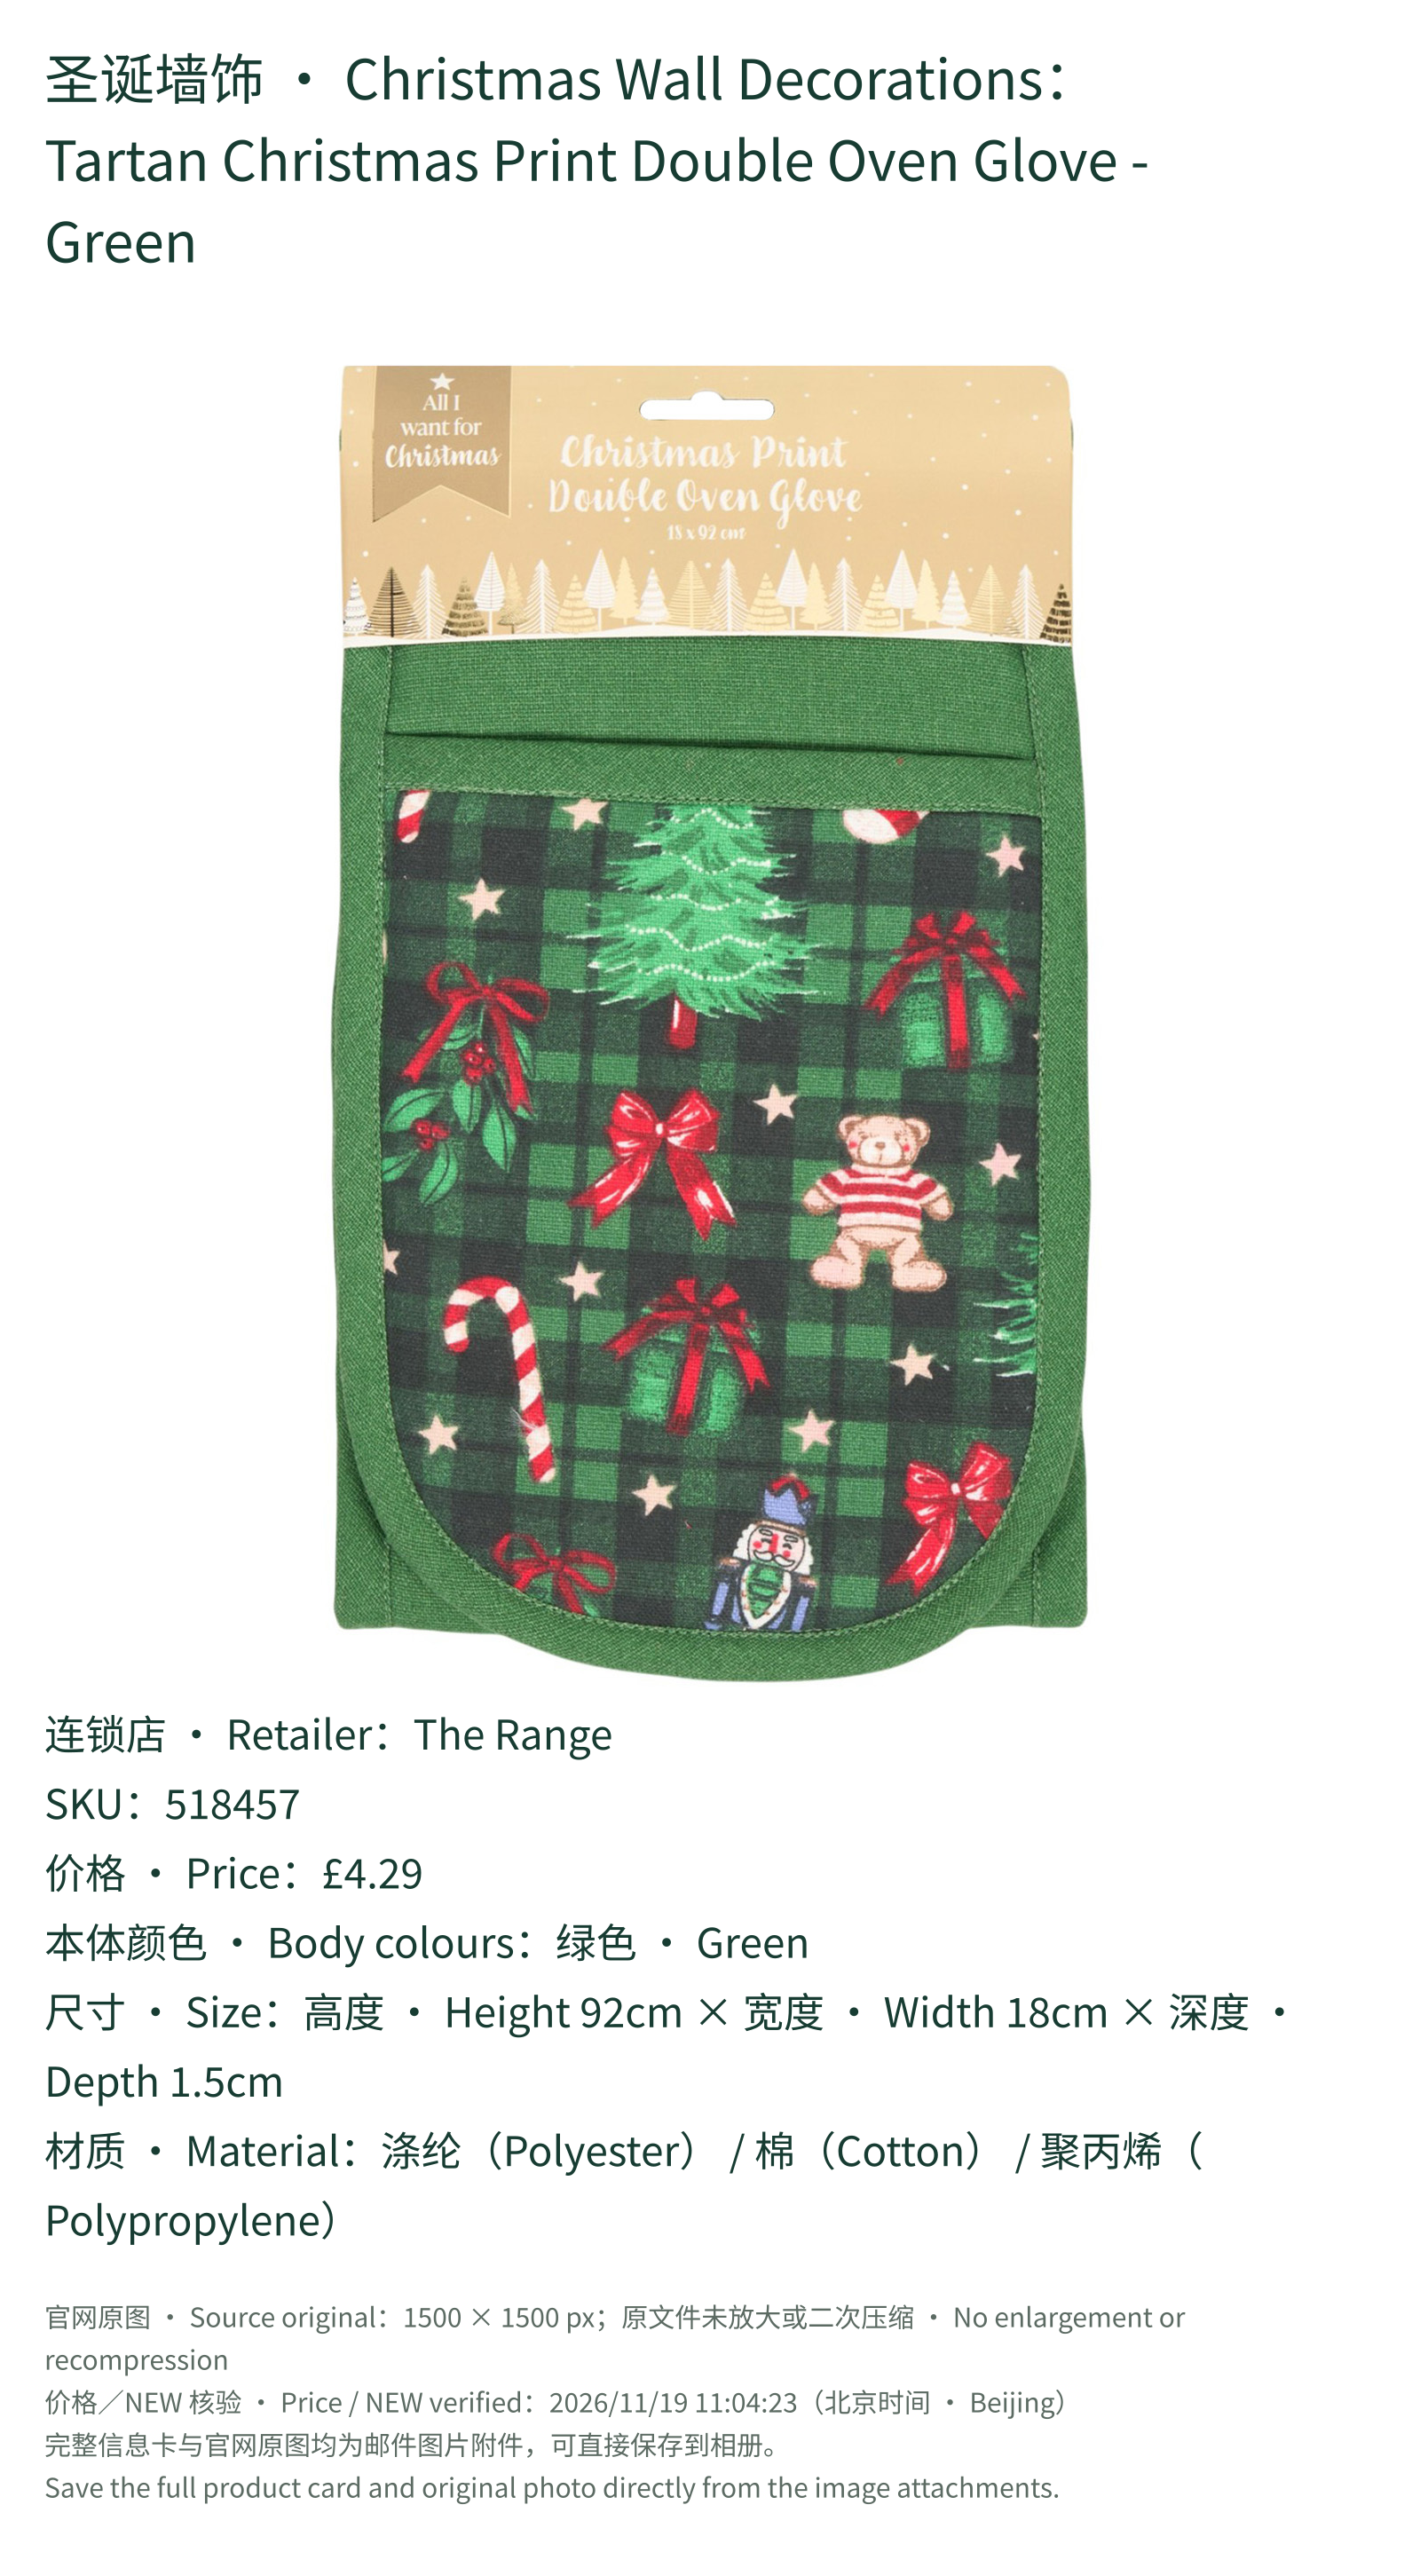 圣诞墙饰 · Christmas Wall Decorations：
Tartan Christmas Print Double Oven Glove -
Green
All I
want for
Christmas
Christmas Print
Double Oven Glove
18 x 92 cm
连锁店 · Retailer：The Range
SKU：518457
价格 · Price：£4.29
本体颜色 · Body colours：绿色 · Green
尺寸 · Size：高度 · Height 92cm × 宽度 · Width 18cm × 深度 ·
Depth 1.5cm
材质 · Material：涤纶（Polyester） / 棉（Cotton） / 聚丙烯（
Polypropylene）
官网原图 · Source original：1500 × 1500 px；原文件未放大或二次压缩 · No enlargement or
recompression
价格／NEW 核验 · Price / NEW verified：2026/11/19 11:04:23（北京时间 · Beijing）
完整信息卡与官网原图均为邮件图片附件，可直接保存到相册。
Save the full product card and original photo directly from the image attachments.